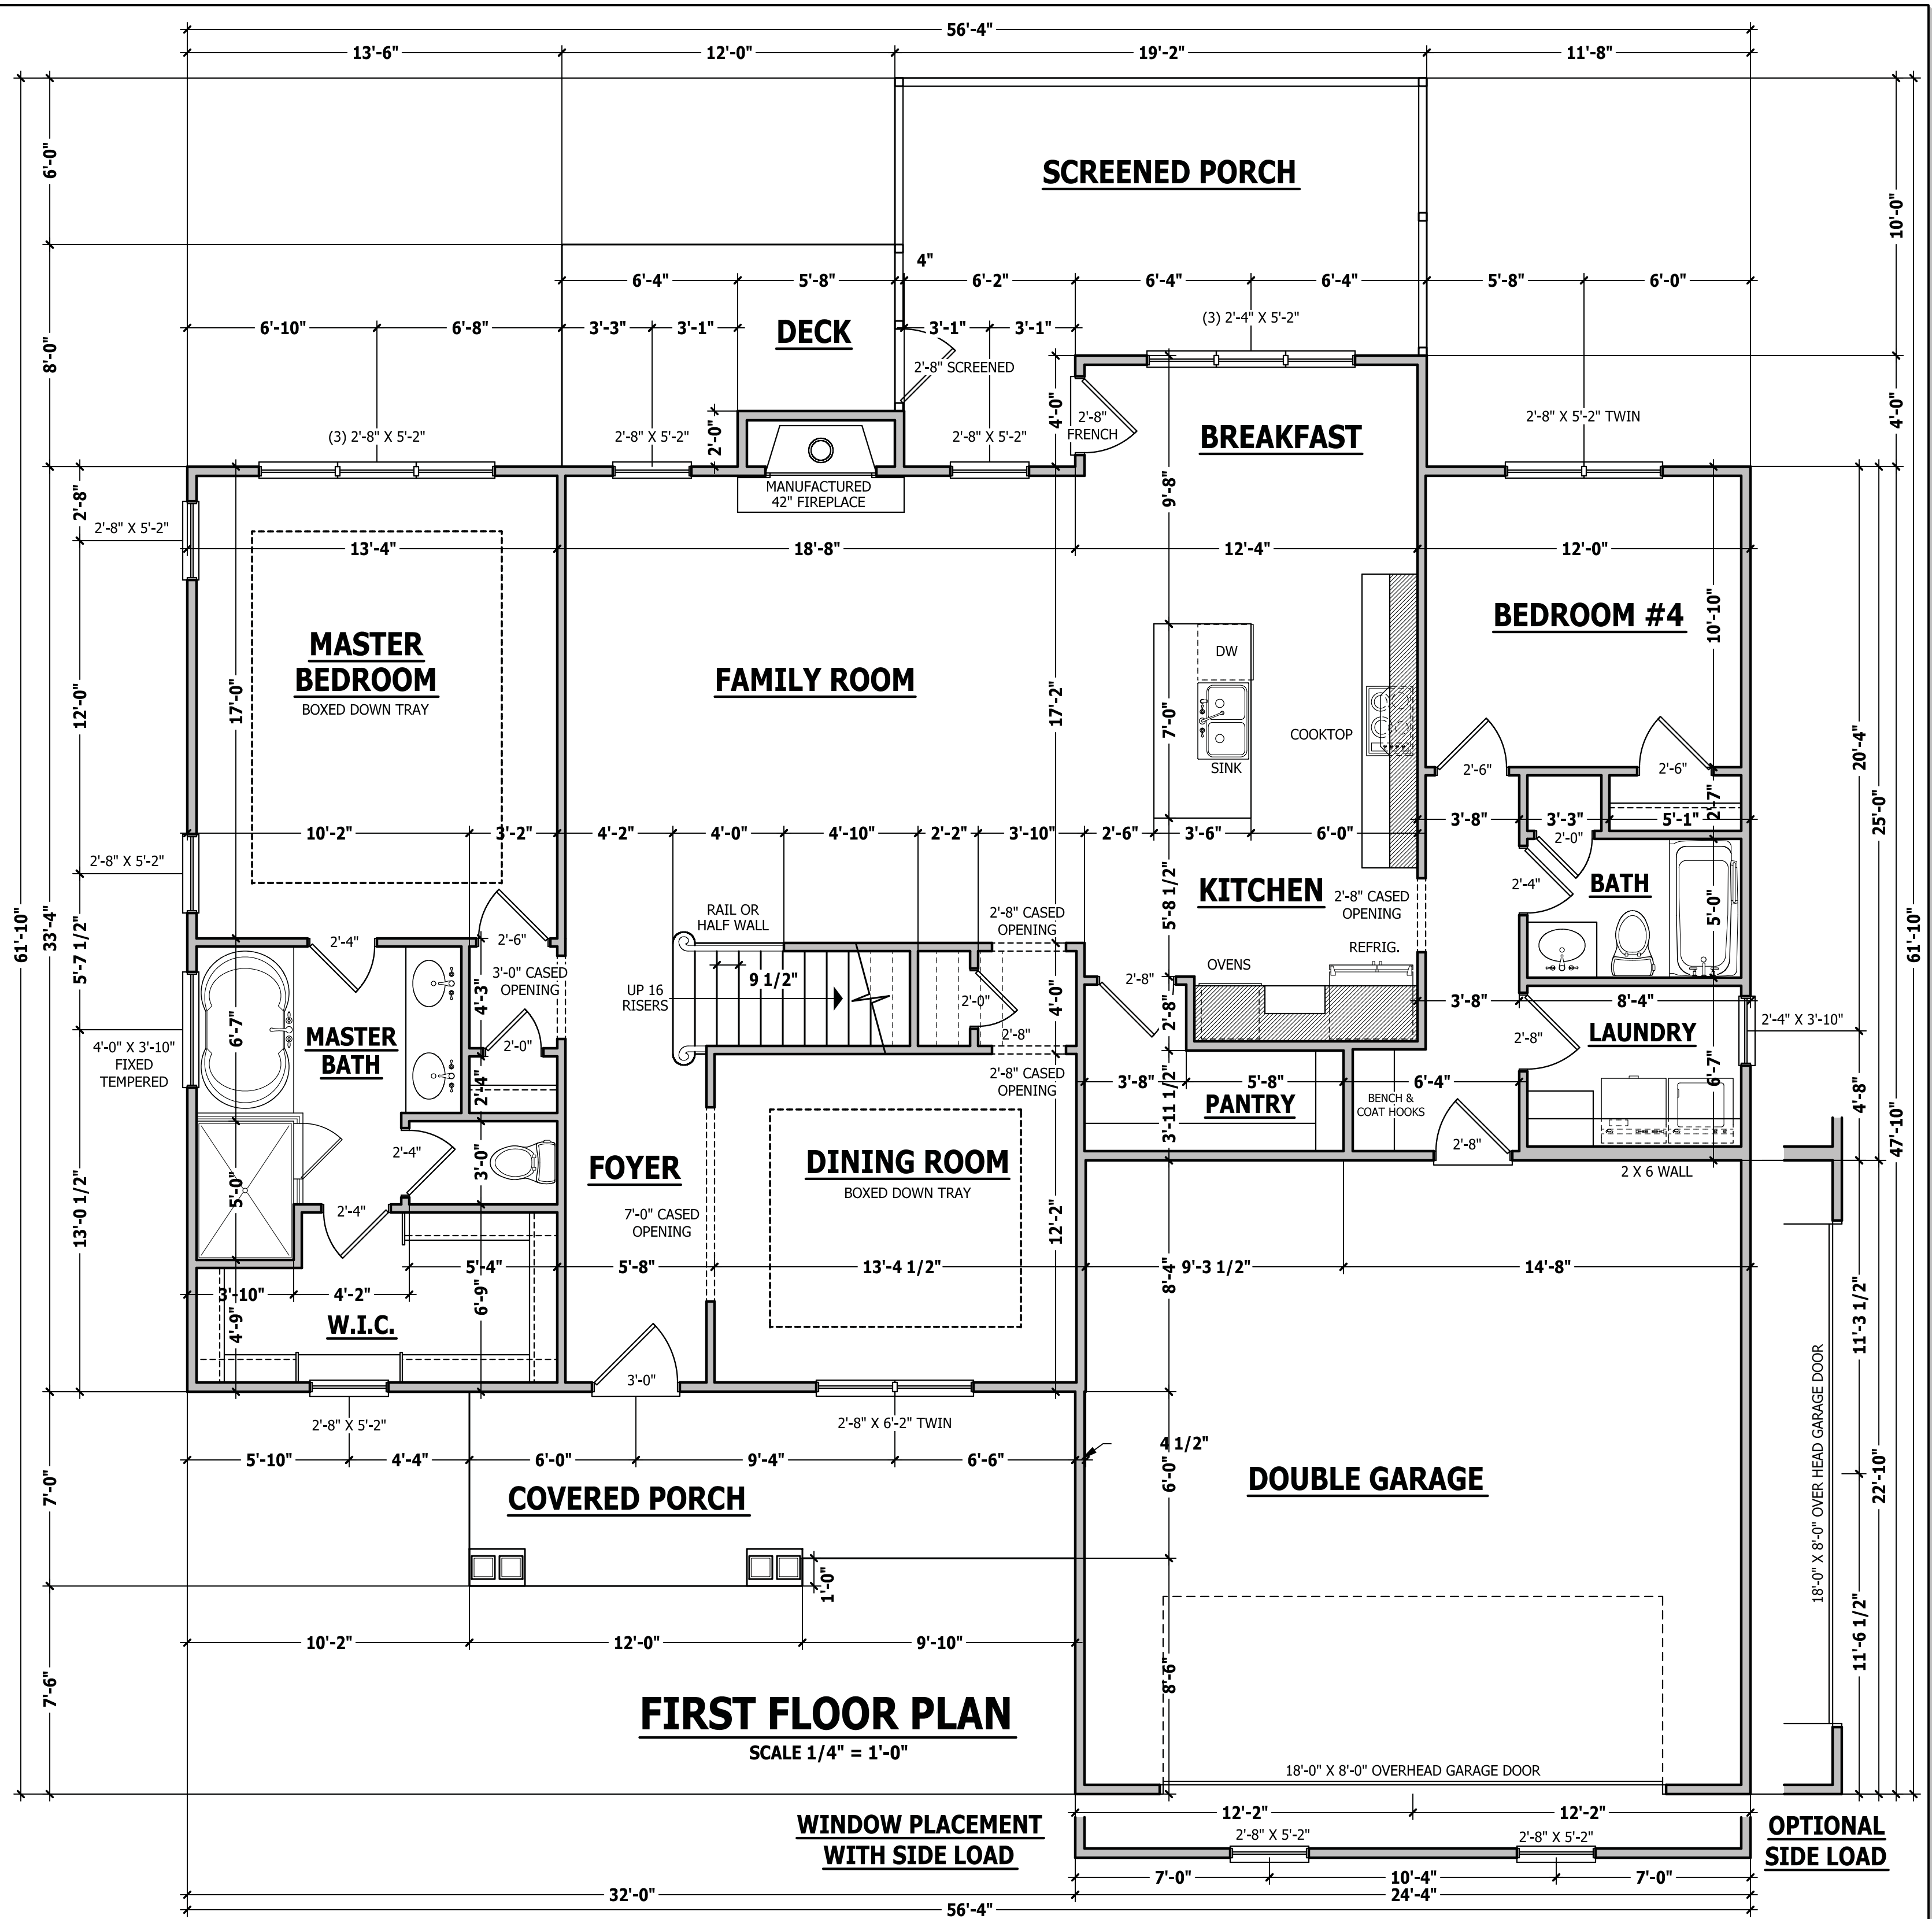 56'-4"
13'-6" 12'-0" 19'-2" 11'-8"
SCREENED PORCH
6'-0"
10'-0"
4"
6'-4" 5'-8" 6'-2" 6'-4" 6'-4" 5'-8" 6'-0"
6'-10" 6'-8" 3'-3" 3'-1" DECK 3'-1" 3'-1" (3) 2'-4" X 5'-2"
8'-0"
2'-8" SCREENED
4'-0"
2'-8"
FRENCH
BREAKFAST
2'-8" X 5'-2" TWIN
4'-0"
(3) 2'-8" X 5'-2"
2'-8" X 5'-2"
2'-0"
2'-8" X 5'-2"
MANUFACTURED
42" FIREPLACE
2'-8"
2'-8" X 5'-2"
9'-8"
13'-4" 18'-8" 12'-4" 12'-0"
MASTER
BEDROOM
BOXED DOWN TRAY
17'-0"
12'-0"
FAMILY ROOM
17'-2"
DW
7'-0"
SINK
COOKTOP
BEDROOM #4
10'-10"
20'-4"
25'-0"
2'-6"
2'-6"
2'-7"
10'-2" 3'-2" 4'-2" 4'-0" 4'-10" 2'-2" 3'-10" 2'-6" 3'-6" 6'-0" 3'-8" 3'-3" 5'-1"
2'-0"
2'-8" X 5'-2"
61'-10"
33'-4"
5'-7 1/2"
5'-8 1/2"
KITCHEN
2'-8" CASED
OPENING
2'-4"
BATH
5'-0"
61'-10"
RAIL OR
HALF WALL
2'-8" CASED
OPENING
2'-4"
2'-6"
REFRIG.
OVENS
3'-0" CASED
OPENING
4'-3"
9 1/2"
UP 16
RISERS
2'-0"
2'-8"
4'-0"
2'-8"
2'-8"
3'-8"
8'-4"
LAUNDRY
2'-8"
6'-7"
2'-4" X 3'-10"
4'-0" X 3'-10"
FIXED
TEMPERED
6'-7"
MASTER
BATH
2'-0"
2'-4"
2'-8" CASED
OPENING
3'-8" 5'-8" 6'-4"
PANTRY
3'-11 1/2"
BENCH &
COAT HOOKS
4'-8"
47'-10"
2'-4"
3'-0"
FOYER
DINING ROOM
BOXED DOWN TRAY
2'-8"
2 X 6 WALL
13'-0 1/2"
5'-0"
2'-4"
7'-0" CASED
OPENING
12'-2"
5'-4" 5'-8" 13'-4 1/2" 9'-3 1/2" 14'-8"
8'-4"
3'-10" 4'-2"
6'-9"
4'-9"
W.I.C.
11'-3 1/2"
3'-0"
2'-8" X 5'-2"
2'-8" X 6'-2" TWIN
4 1/2"
5'-10" 4'-4" 6'-0" 9'-4" 6'-6"
6'-0"
7'-0"
COVERED PORCH
DOUBLE GARAGE
18'-0" X 8'-0" OVER HEAD GARAGE DOOR
22'-10"
1'-0"
11'-6 1/2"
10'-2" 12'-0" 9'-10"
7'-6"
8'-6"
FIRST FLOOR PLAN
SCALE 1/4" = 1'-0"
18'-0" X 8'-0" OVERHEAD GARAGE DOOR
12'-2" 12'-2"
WINDOW PLACEMENT
WITH SIDE LOAD
2'-8" X 5'-2" 2'-8" X 5'-2"
OPTIONAL
SIDE LOAD
7'-0" 10'-4" 7'-0"
32'-0" 24'-4"
56'-4"